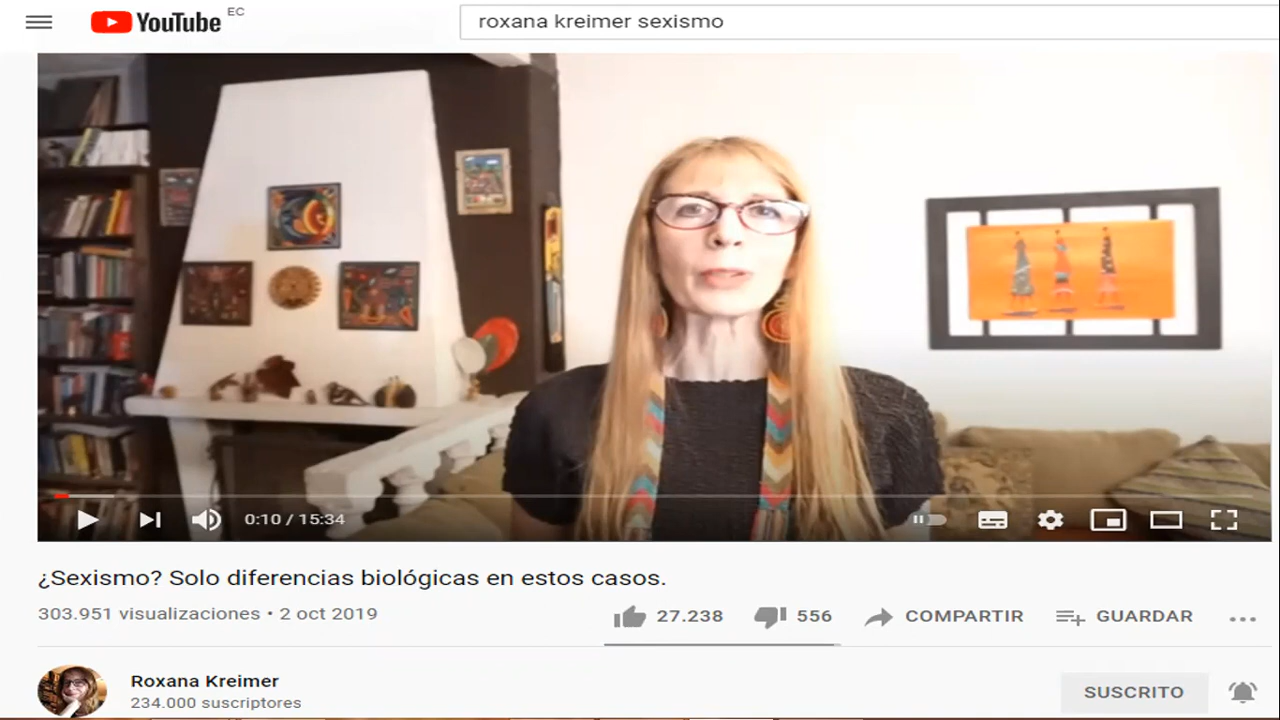 YouTube EC
roxana kreimer sexismo
0:10 / 15:34
¿Sexismo? Solo diferencias biológicas en estos casos.
303.951 visualizaciones • 2 oct 2019
27.238
556
COMPARTIR
GUARDAR
Roxana Kreimer
234.000 suscriptores
SUSCRITO